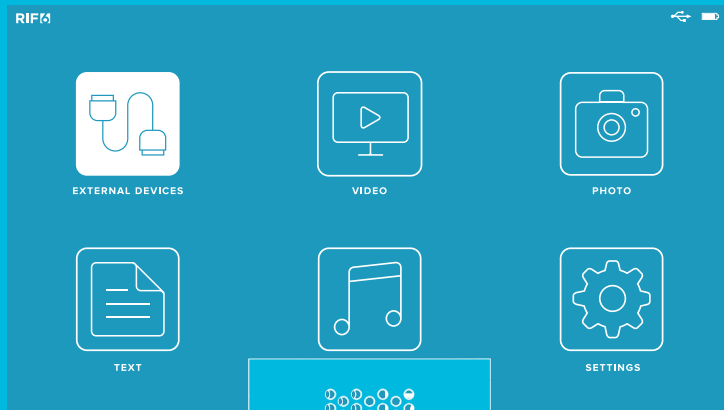 RIF6
EXTERNAL DEVICES
VIDEO
PHOTO
TEXT
SETTINGS